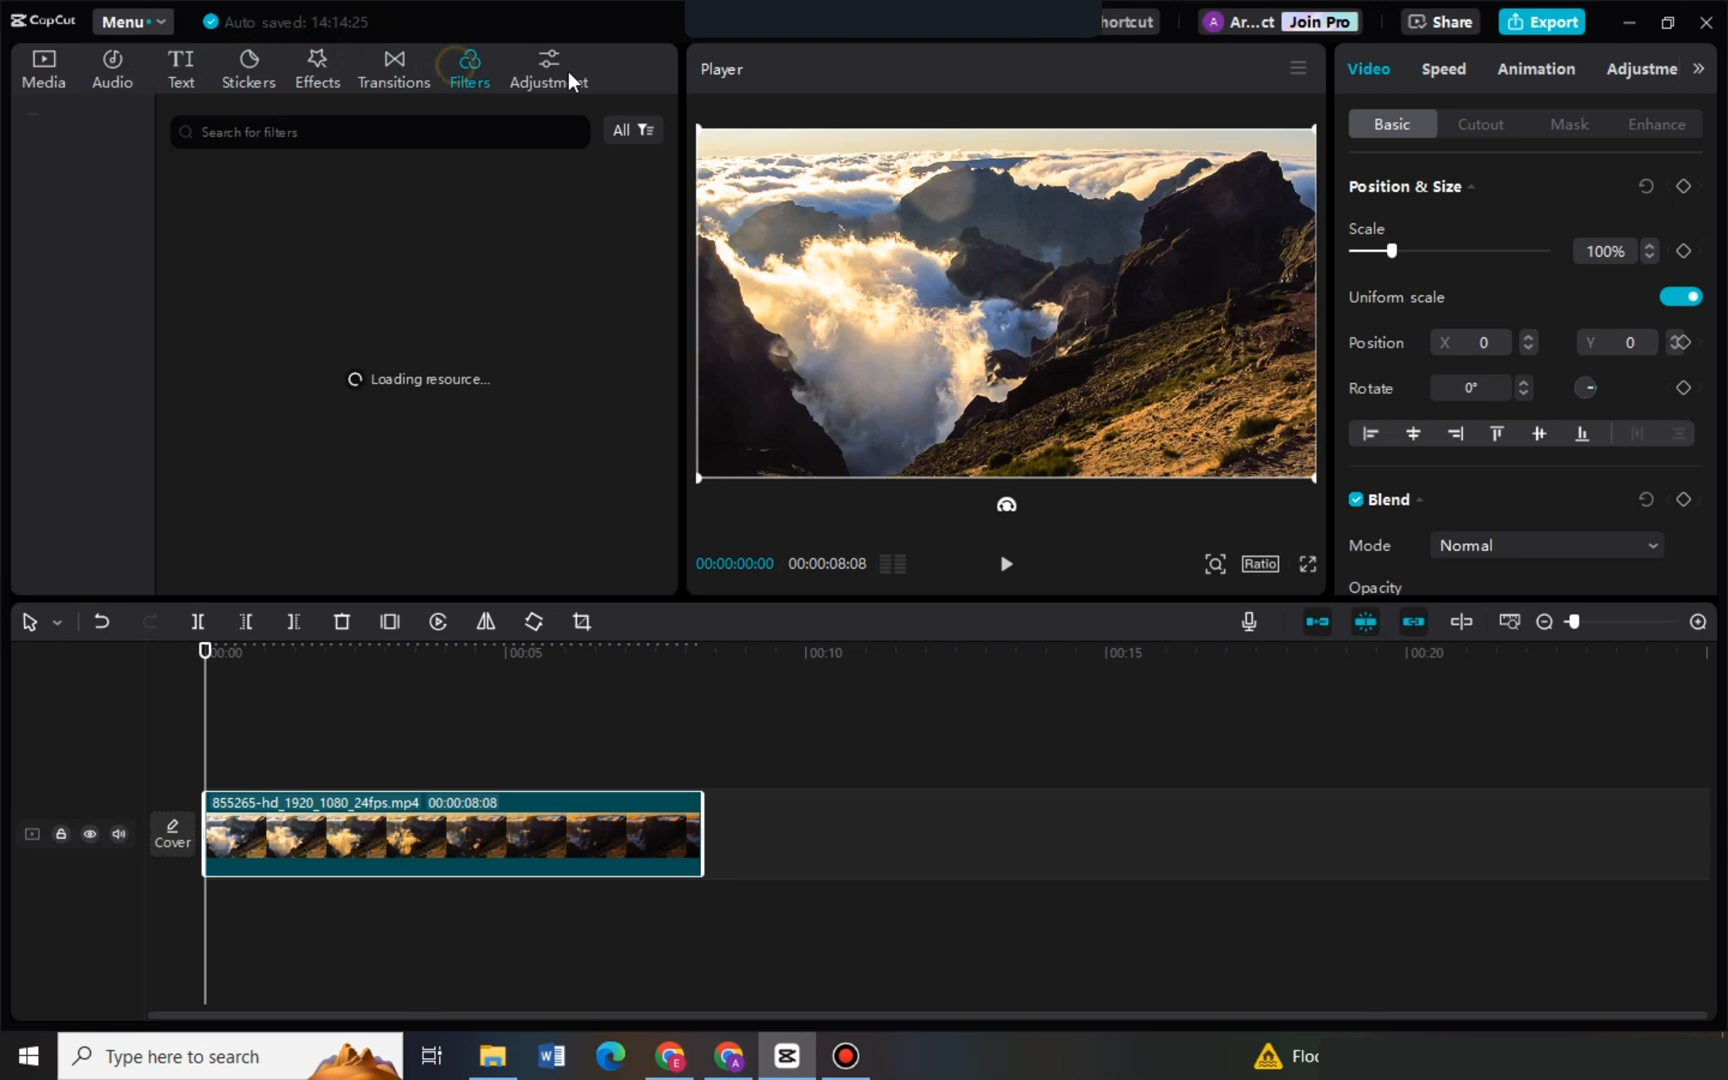 CapCut Menu Auto saved: 14:14:25 hortcut Ar...ct Join Pro Share Export
Media Audio Text Stickers Effects Transitions Filters Adjustment
Search for filters All
Loading resource...
Player
00:00:00:00 00:00:08:08 Ratio
Video Speed Animation Adjustme
Basic Cutout Mask Enhance
Position & Size
Scale
100%
Uniform scale
Position X 0 Y 0
Rotate 0°
Blend
Mode Normal
Opacity
00:00 00:05 00:10 00:15 00:20
855265-hd_1920_1080_24fps.mp4 00:00:08:08
Cover
Type here to search
W E A A Floo